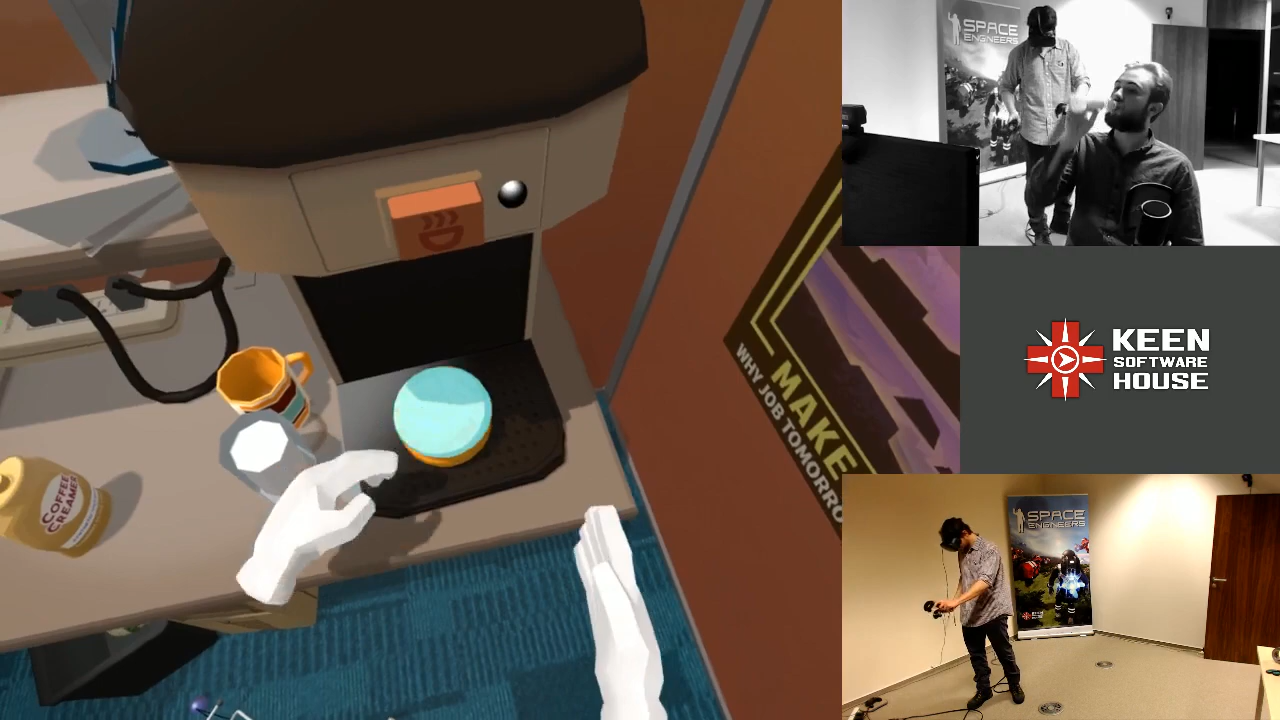 COFFEE
CREAMER
MAKE
WHY JOB TOMORRO
SPACE
ENGINEERS
KEEN
SOFTWARE
HOUSE
SPACE
ENGINEERS